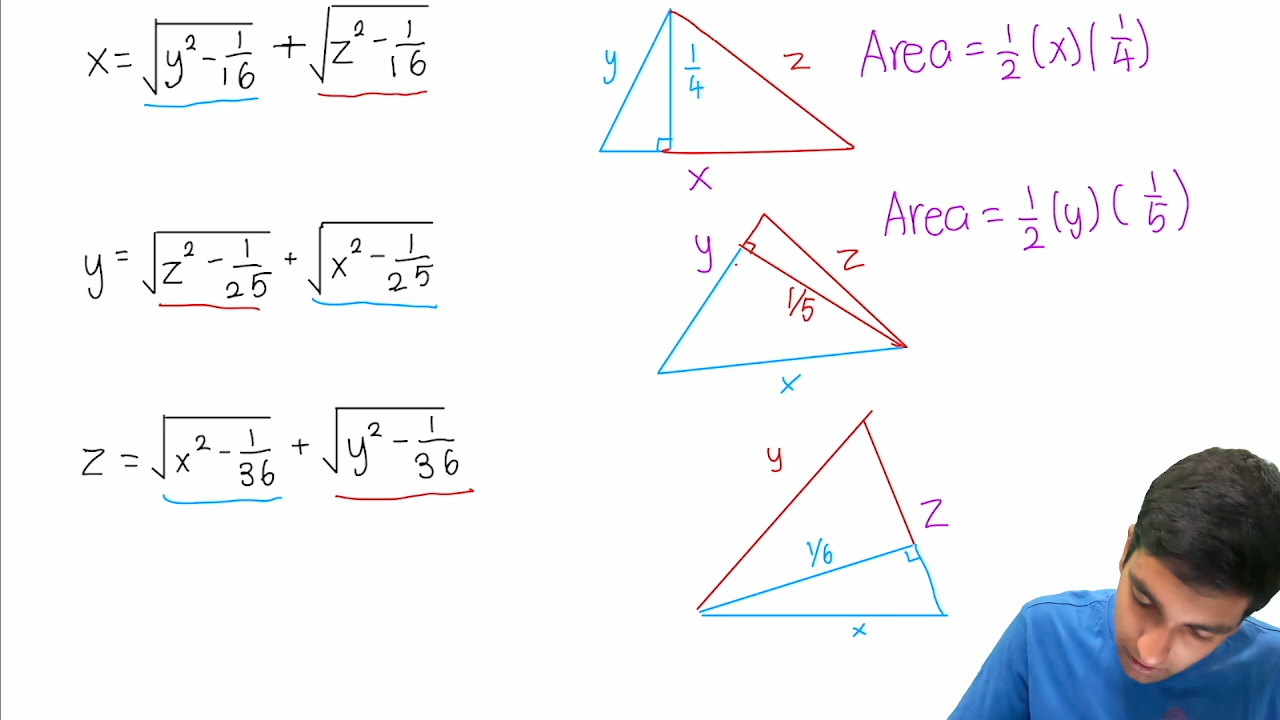 x = √(y² - 1/16) + √(z² - 1/16)
y
1/4
z
x
Area = 1/2 (x) (1/4)
y = √(z² - 1/25) + √(x² - 1/25)
y
z
1/5
x
Area = 1/2 (y) (1/5)
z = √(x² - 1/36) + √(y² - 1/36)
y
z
1/6
x